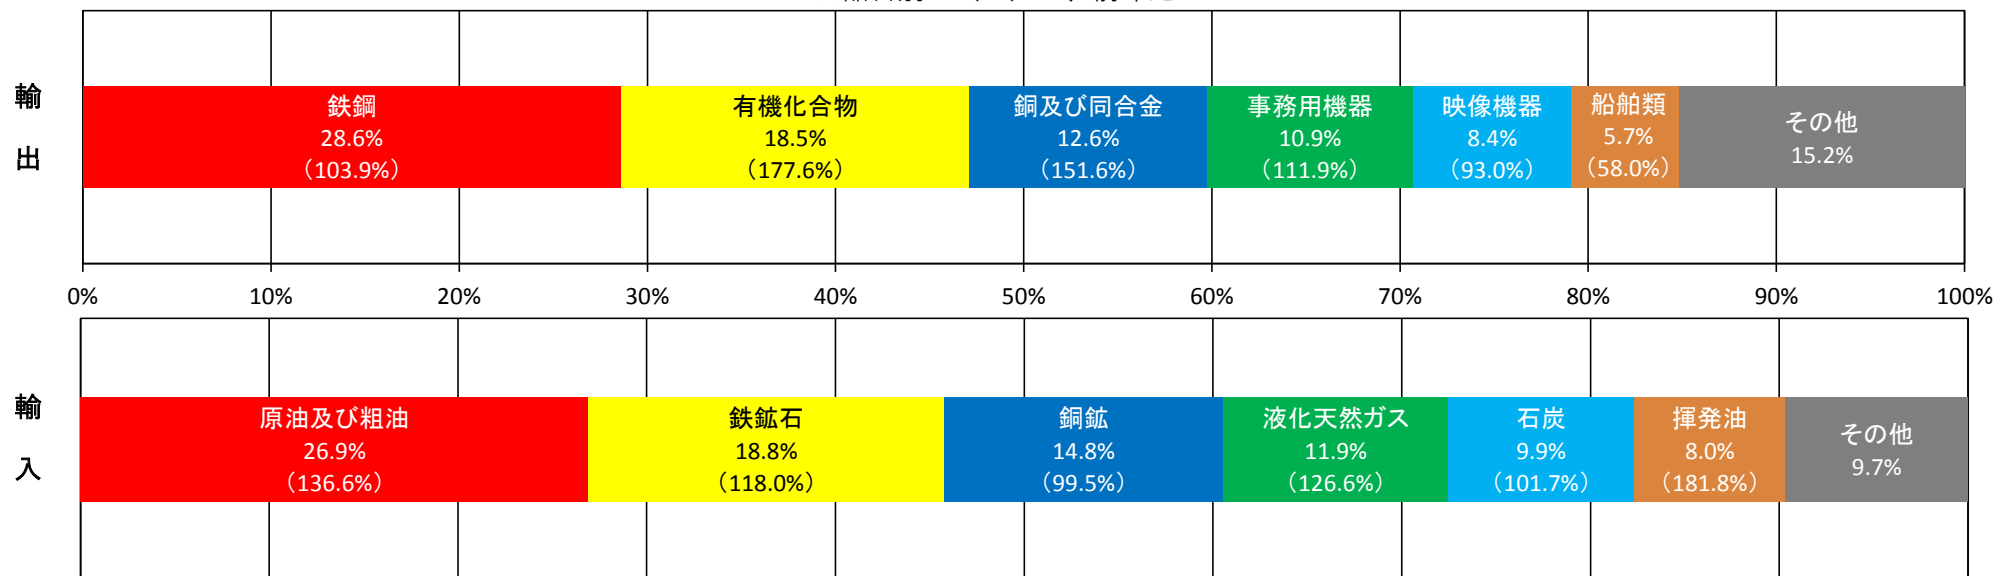 輸出
鉄鋼
28.6%
（103.9%）
有機化合物
18.5%
（177.6%）
銅及び同合金
12.6%
（151.6%）
事務用機器
10.9%
（111.9%）
映像機器
8.4%
（93.0%）
船舶類
5.7%
（58.0%）
その他
15.2%
0% 10% 20% 30% 40% 50% 60% 70% 80% 90% 100%
輸入
原油及び粗油
26.9%
（136.6%）
鉄鉱石
18.8%
（118.0%）
銅鉱
14.8%
（99.5%）
液化天然ガス
11.9%
（126.6%）
石炭
9.9%
（101.7%）
揮発油
8.0%
（181.8%）
その他
9.7%